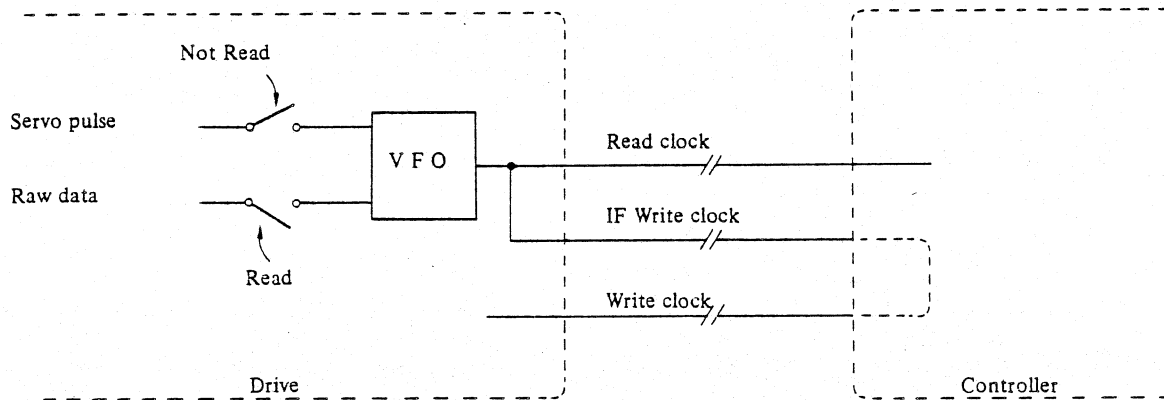 Not Read
Servo pulse
VFO
Read clock
Raw data
IF Write clock
Read
Write clock
Drive
Controller